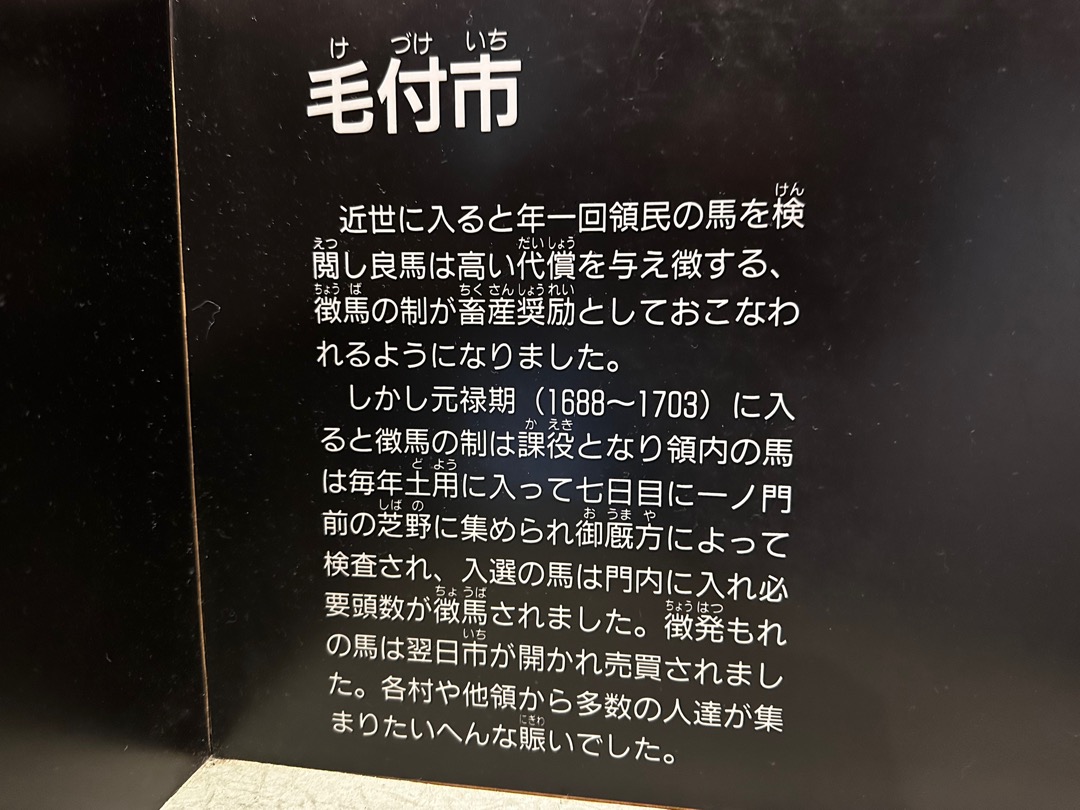 毛付市
近世に入ると年一回領民の馬を検
閲し良馬は高い代償を与え徴する、
徴馬の制が畜産奨励としておこなわ
れるようになりました。
しかし元禄期（1688〜1703）に入
ると徴馬の制は課役となり領内の馬
は毎年土用に入って七日目に一ノ門
前の芝野に集められ御厩方によって
検査され、入選の馬は門内に入れ必
要頭数が徴馬されました。徴発もれ
の馬は翌日市が開かれ売買されまし
た。各村や他領から多数の人達が集
まりたいへんな賑いでした。